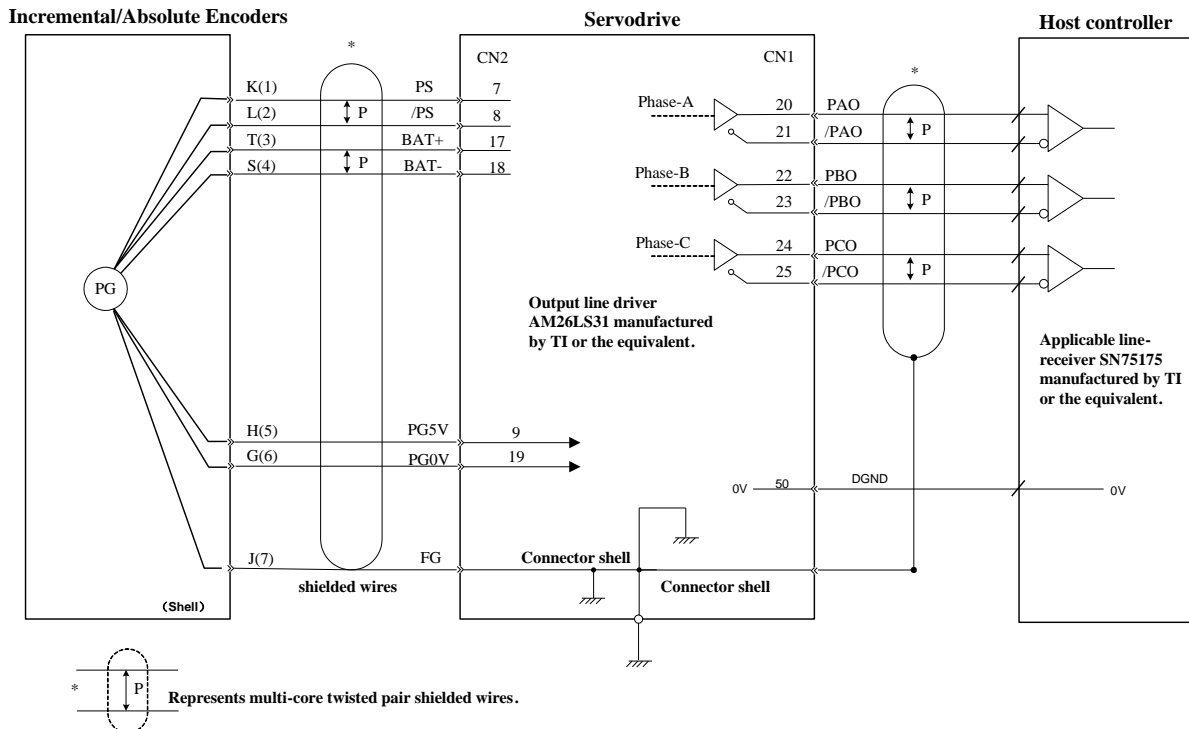 Incremental/Absolute Encoders
Servodrive
Host controller
*
CN2
CN1
*
K(1) PS 7
L(2) P /PS 8
T(3) BAT+ 17
S(4) P BAT- 18
Phase-A 20 PAO
21 /PAO P
Phase-B 22 PBO
23 /PBO P
Phase-C 24 PCO
25 /PCO P
PG
Output line driver
AM26LS31 manufactured
by TI or the equivalent.
Applicable line-
receiver SN75175
manufactured by TI
or the equivalent.
H(5) PG5V 9
G(6) PG0V 19
0V 50 DGND 0V
J(7) FG
Connector shell
shielded wires
Connector shell
(Shell)
* P
Represents multi-core twisted pair shielded wires.